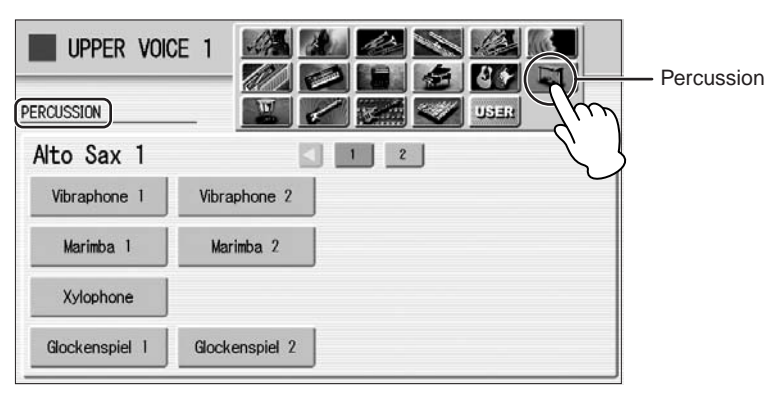 UPPER VOICE 1
Percussion
PERCUSSION
USER
Alto Sax 1
1 2
Vibraphone 1 Vibraphone 2
Marimba 1 Marimba 2
Xylophone
Glockenspiel 1 Glockenspiel 2